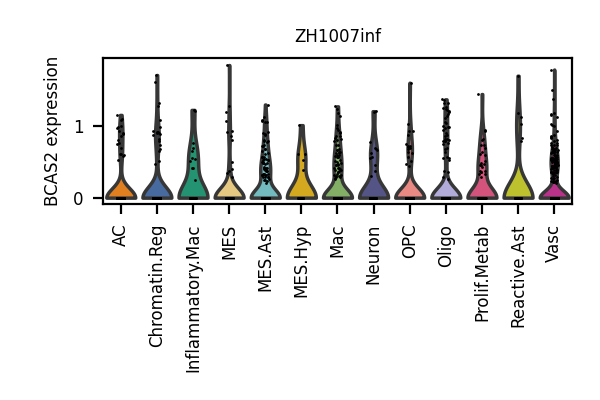 ZH1007inf
BCAS2 expression
1
0
AC
Chromatin.Reg
Inflammatory.Mac
MES
MES.Ast
MES.Hyp
Mac
Neuron
OPC
Oligo
Prolif.Metab
Reactive.Ast
Vasc